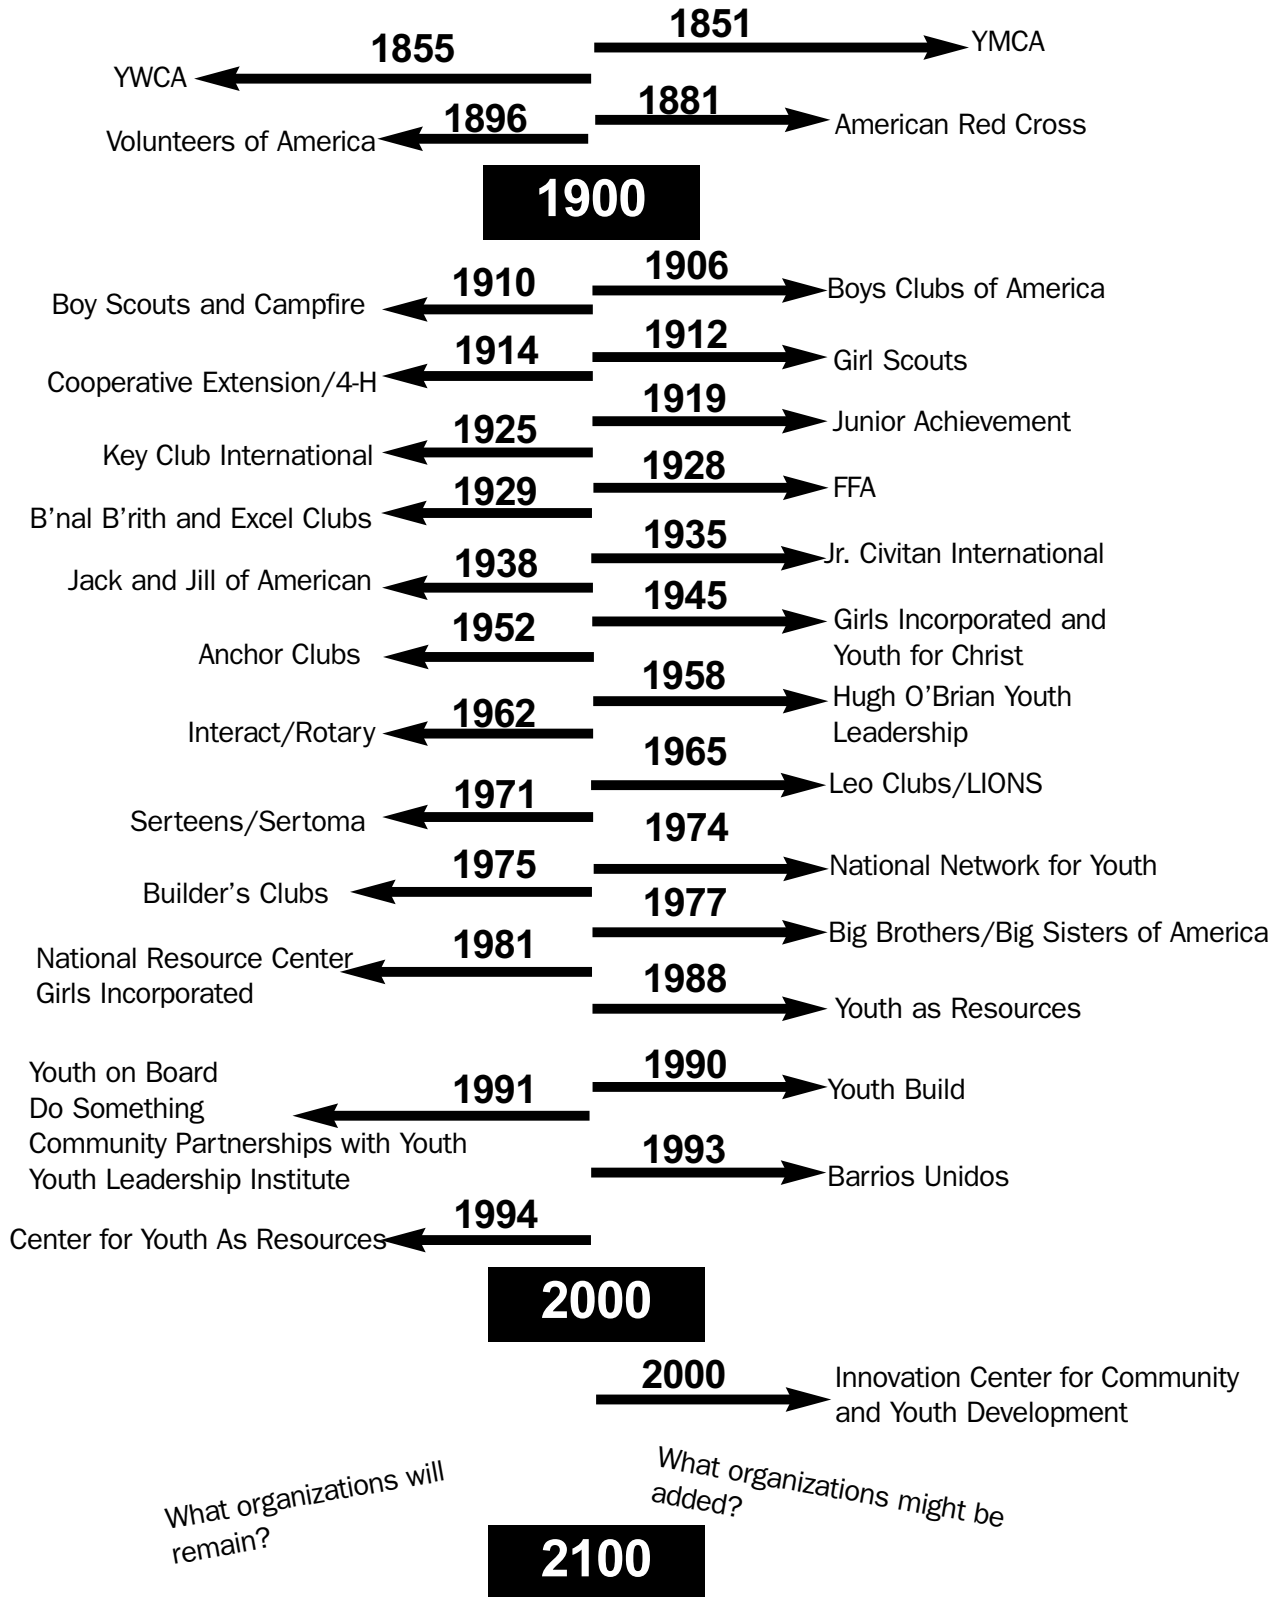 1851
YMCA
1855
YWCA
1881
American Red Cross
1896
Volunteers of America
1900
1906
Boys Clubs of America
1910
Boy Scouts and Campfire
1912
Girl Scouts
1914
Cooperative Extension/4-H
1919
Junior Achievement
1925
Key Club International
1928
FFA
1929
B'nal B'rith and Excel Clubs
1935
Jr. Civitan International
1938
Jack and Jill of American
1945
Girls Incorporated and
Youth for Christ
1952
Anchor Clubs
1958
Hugh O'Brian Youth
Leadership
1962
Interact/Rotary
1965
Leo Clubs/LIONS
1971
Serteens/Sertoma
1974
National Network for Youth
1975
Builder's Clubs
1977
Big Brothers/Big Sisters of America
1981
National Resource Center
Girls Incorporated
1988
Youth as Resources
1990
Youth Build
1991
Youth on Board
Do Something
Community Partnerships with Youth
Youth Leadership Institute
1993
Barrios Unidos
1994
Center for Youth As Resources
2000
2000
Innovation Center for Community
and Youth Development
What organizations will
remain?
What organizations might be
added?
2100